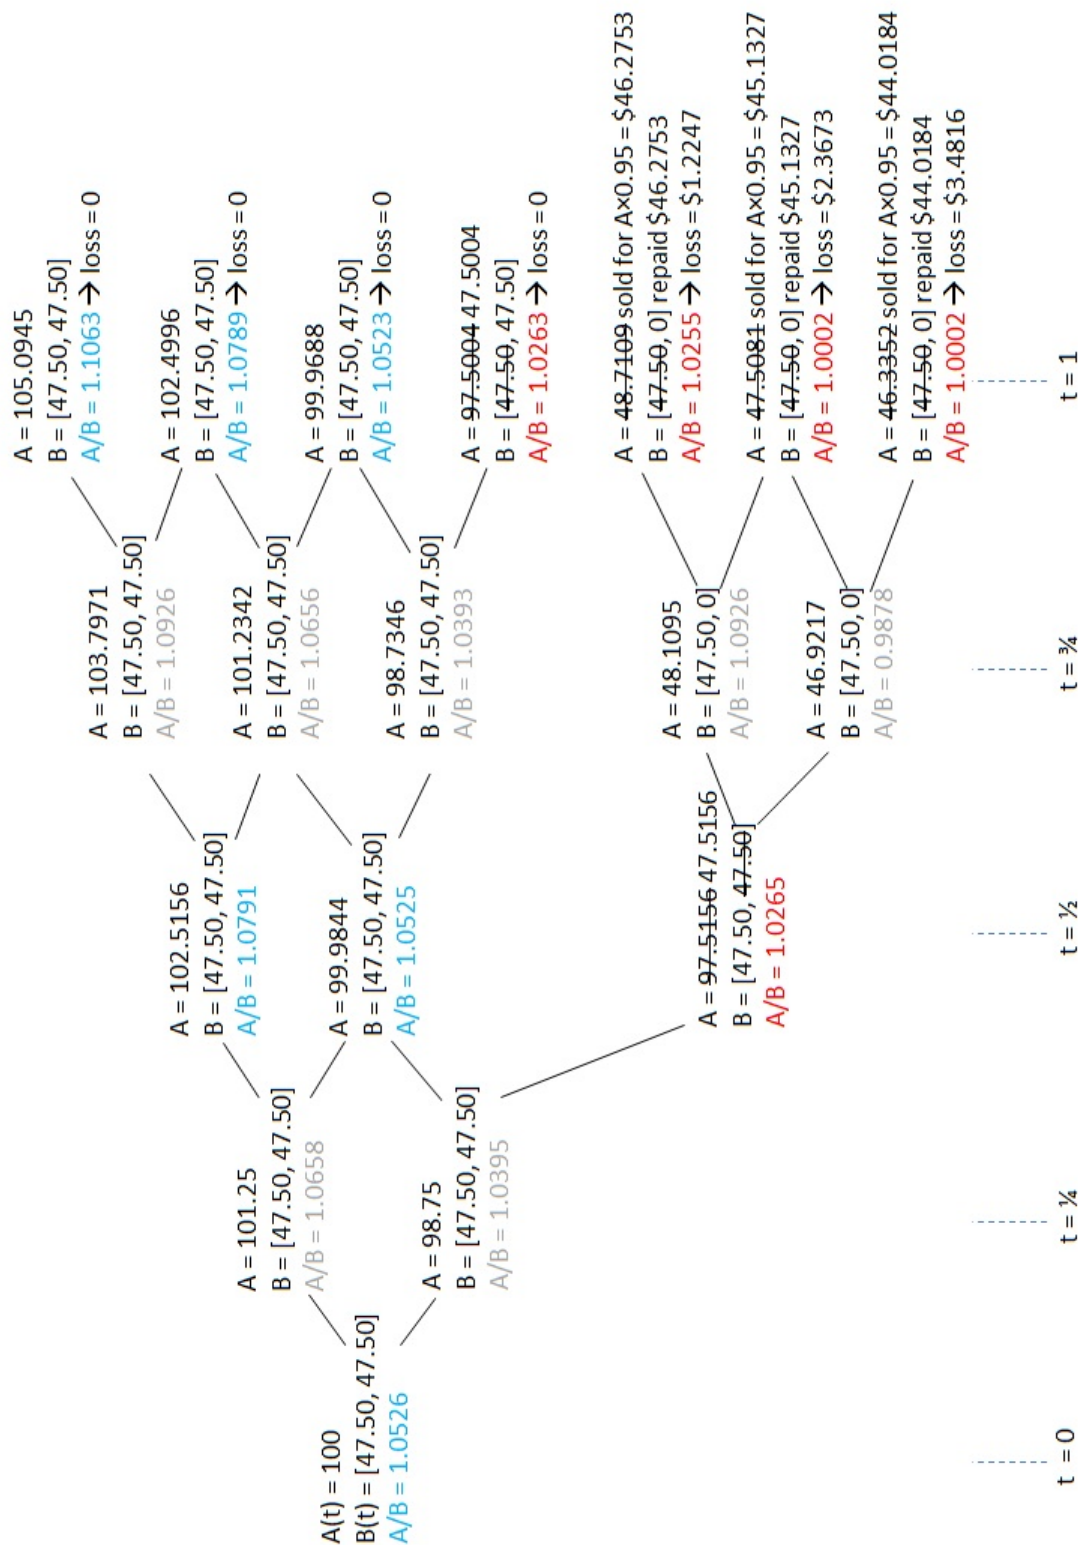 A(t) = 100
B(t) = [47.50, 47.50]
A/B = 1.0526
A = 101.25
B = [47.50, 47.50]
A/B = 1.0658
A = 98.75
B = [47.50, 47.50]
A/B = 1.0395
A = 102.5156
B = [47.50, 47.50]
A/B = 1.0791
A = 99.9844
B = [47.50, 47.50]
A/B = 1.0525
A = 97.5156 47.5156
B = [47.50, 47.50]
A/B = 1.0265
A = 103.7971
B = [47.50, 47.50]
A/B = 1.0926
A = 101.2342
B = [47.50, 47.50]
A/B = 1.0656
A = 98.7346
B = [47.50, 47.50]
A/B = 1.0393
A = 48.1095
B = [47.50, 0]
A/B = 1.0926
A = 46.9217
B = [47.50, 0]
A/B = 0.9878
A = 105.0945
B = [47.50, 47.50]
A/B = 1.1063 → loss = 0
A = 102.4996
B = [47.50, 47.50]
A/B = 1.0789 → loss = 0
A = 99.9688
B = [47.50, 47.50]
A/B = 1.0523 → loss = 0
A = 97.5004 47.5004
B = [47.50, 47.50]
A/B = 1.0263 → loss = 0
A = 48.7109 sold for A×0.95 = $46.2753
B = [47.50, 0] repaid $46.2753
A/B = 1.0255 → loss = $1.2247
A = 47.5081 sold for A×0.95 = $45.1327
B = [47.50, 0] repaid $45.1327
A/B = 1.0002 → loss = $2.3673
A = 46.3352 sold for A×0.95 = $44.0184
B = [47.50, 0] repaid $44.0184
A/B = 1.0002 → loss = $3.4816
t = 0
t = ¼
t = ½
t = ¾
t = 1